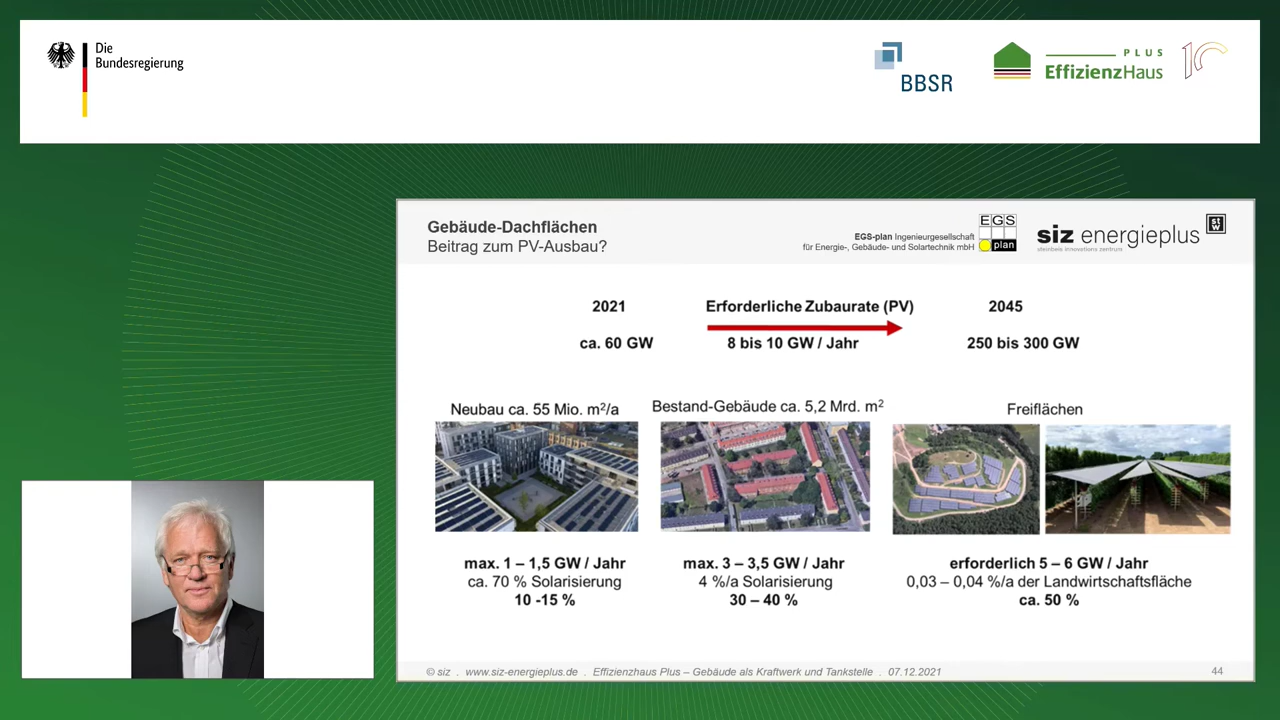 Die
Bundesregierung
BBSR
PLUS
EffizienzHaus
10
Gebäude-Dachflächen
Beitrag zum PV-Ausbau?
EGS-plan Ingenieurgesellschaft
für Energie-, Gebäude- und Solartechnik mbH
EGS
plan
siz energieplus
steinbeis innovations zentrum
stw
2021
Erforderliche Zubaurate (PV)
2045
ca. 60 GW
8 bis 10 GW / Jahr
250 bis 300 GW
Neubau ca. 55 Mio. m²/a
Bestand-Gebäude ca. 5,2 Mrd. m²
Freiflächen
max. 1 – 1,5 GW / Jahr
ca. 70 % Solarisierung
10 -15 %
max. 3 – 3,5 GW / Jahr
4 %/a Solarisierung
30 – 40 %
erforderlich 5 – 6 GW / Jahr
0,03 – 0,04 %/a der Landwirtschaftsfläche
ca. 50 %
© siz . www.siz-energieplus.de . Effizienzhaus Plus – Gebäude als Kraftwerk und Tankstelle . 07.12.2021
44